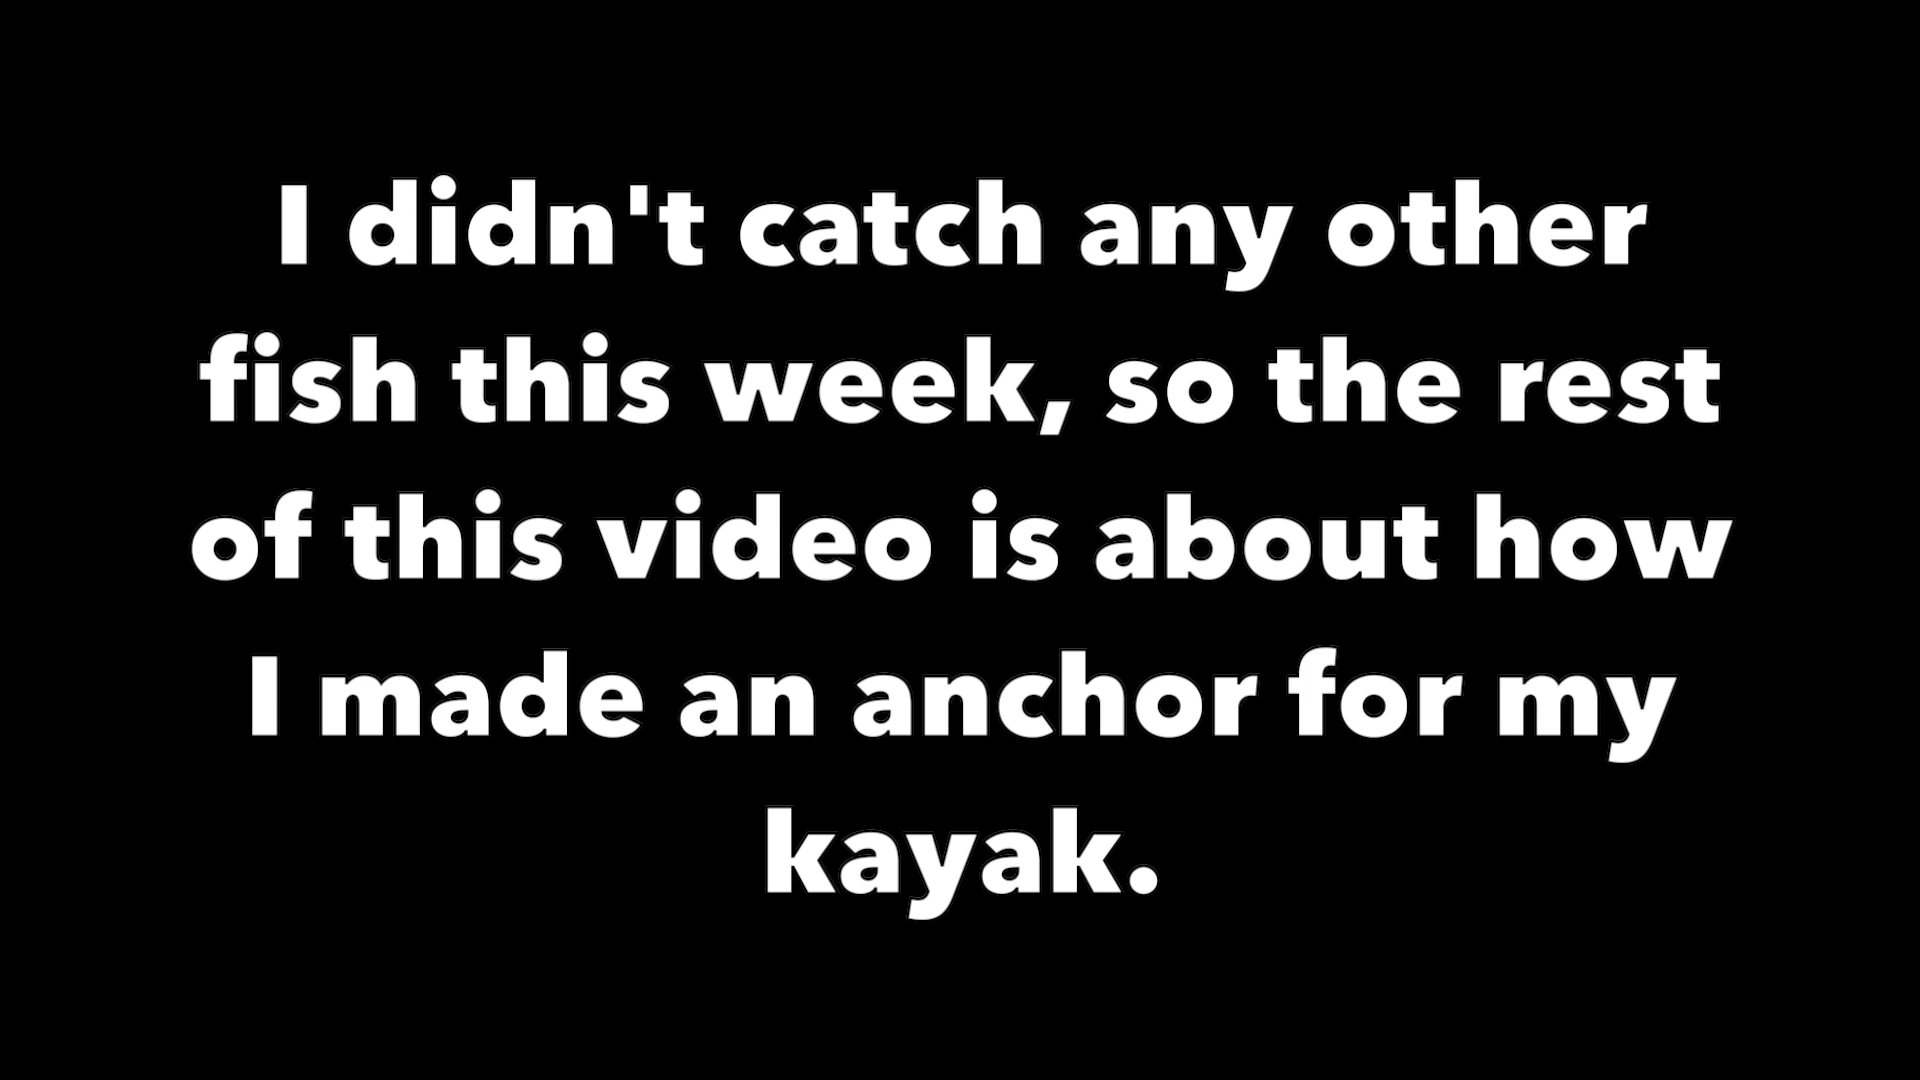 I didn't catch any other
fish this week, so the rest
of this video is about how
I made an anchor for my
kayak.